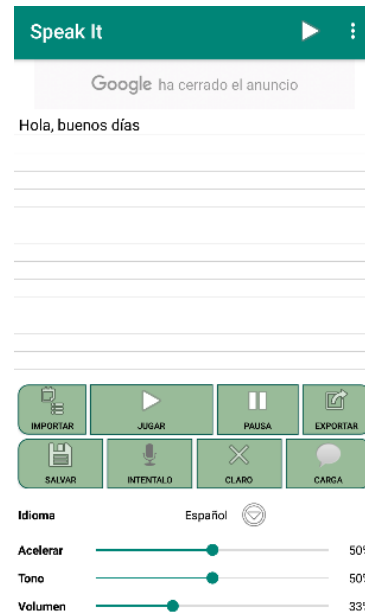 Speak It
Google ha cerrado el anuncio
Hola, buenos días
IMPORTAR JUGAR PAUSA EXPORTAR
SALVAR INTENTALO CLARO CARGA
Idioma Español
Acelerar 50
Tono 50
Volumen 33